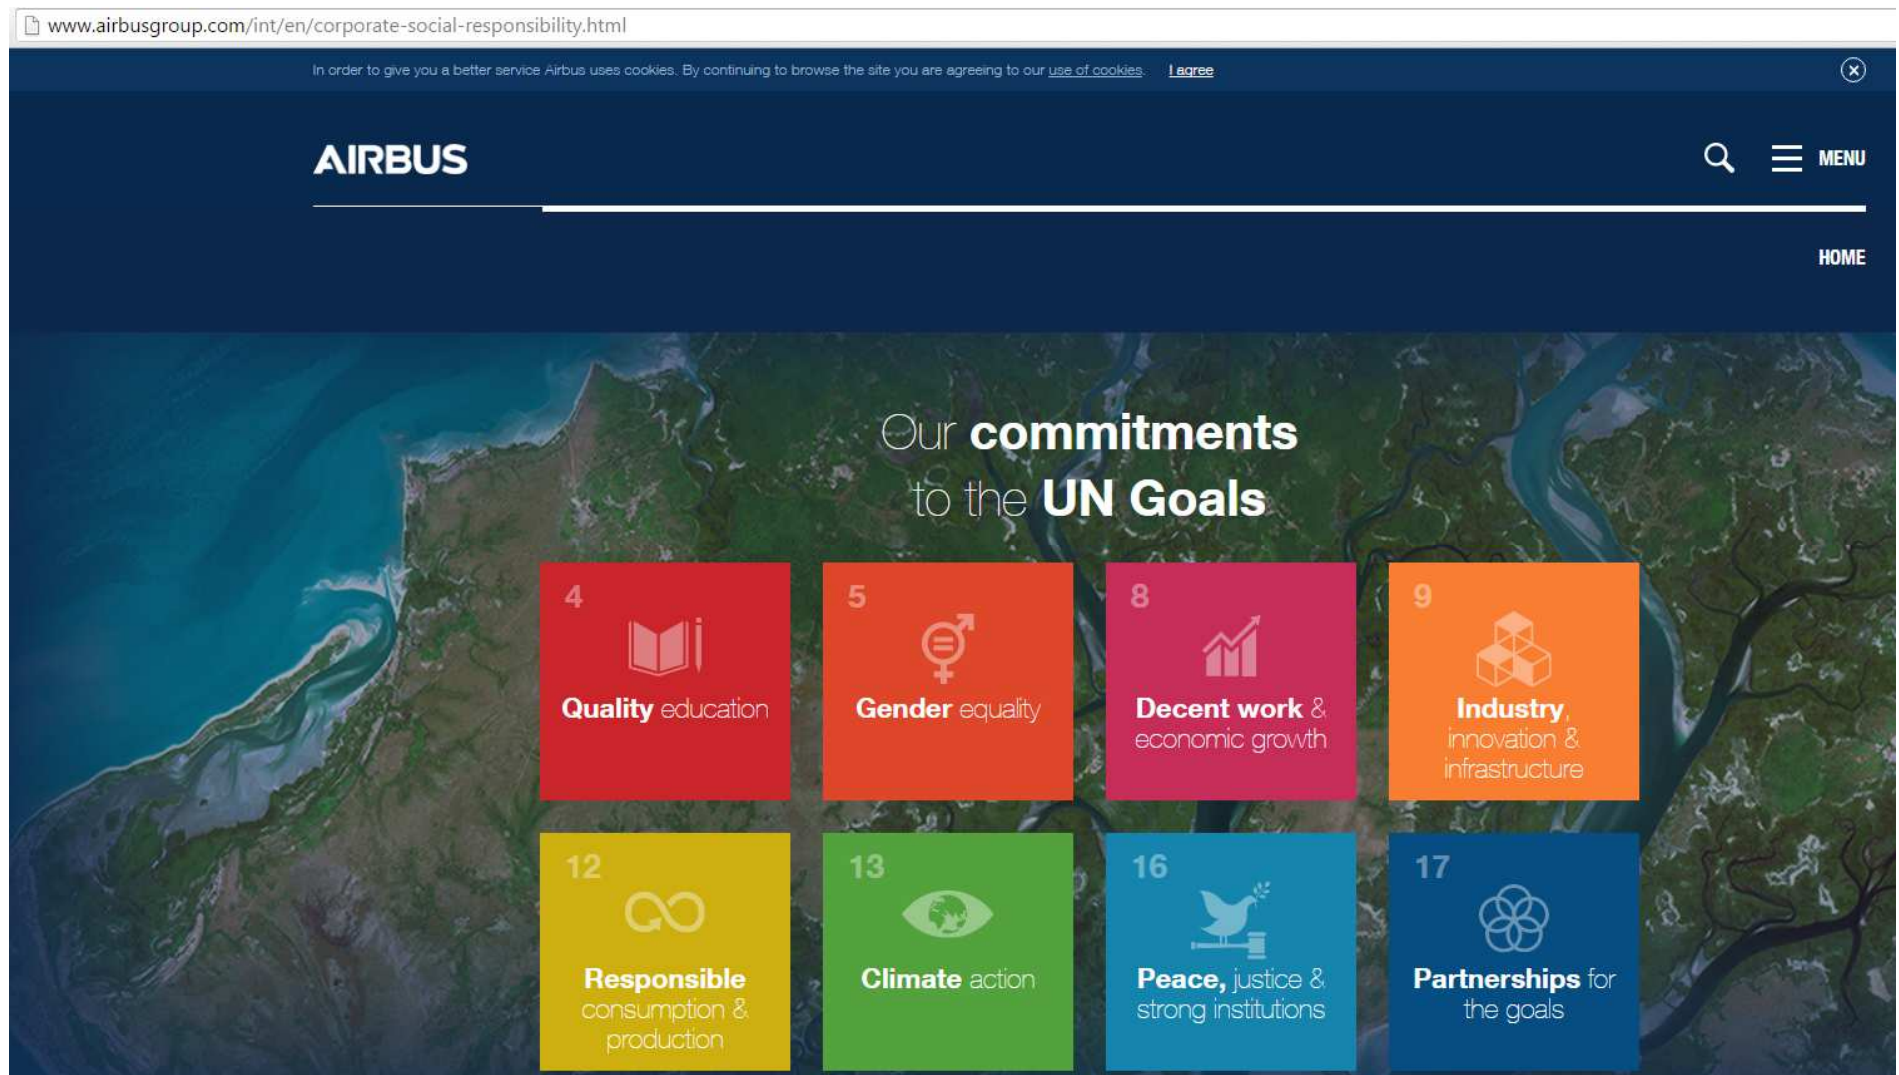 www.airbusgroup.com/int/en/corporate-social-responsibility.html
In order to give you a better service Airbus uses cookies. By continuing to browse the site you are agreeing to our use of cookies. I agree
AIRBUS
MENU
HOME
Our commitments
to the UN Goals
4
Quality education
5
Gender equality
8
Decent work &
economic growth
9
Industry,
innovation &
infrastructure
12
Responsible
consumption &
production
13
Climate action
16
Peace, justice &
strong institutions
17
Partnerships for
the goals